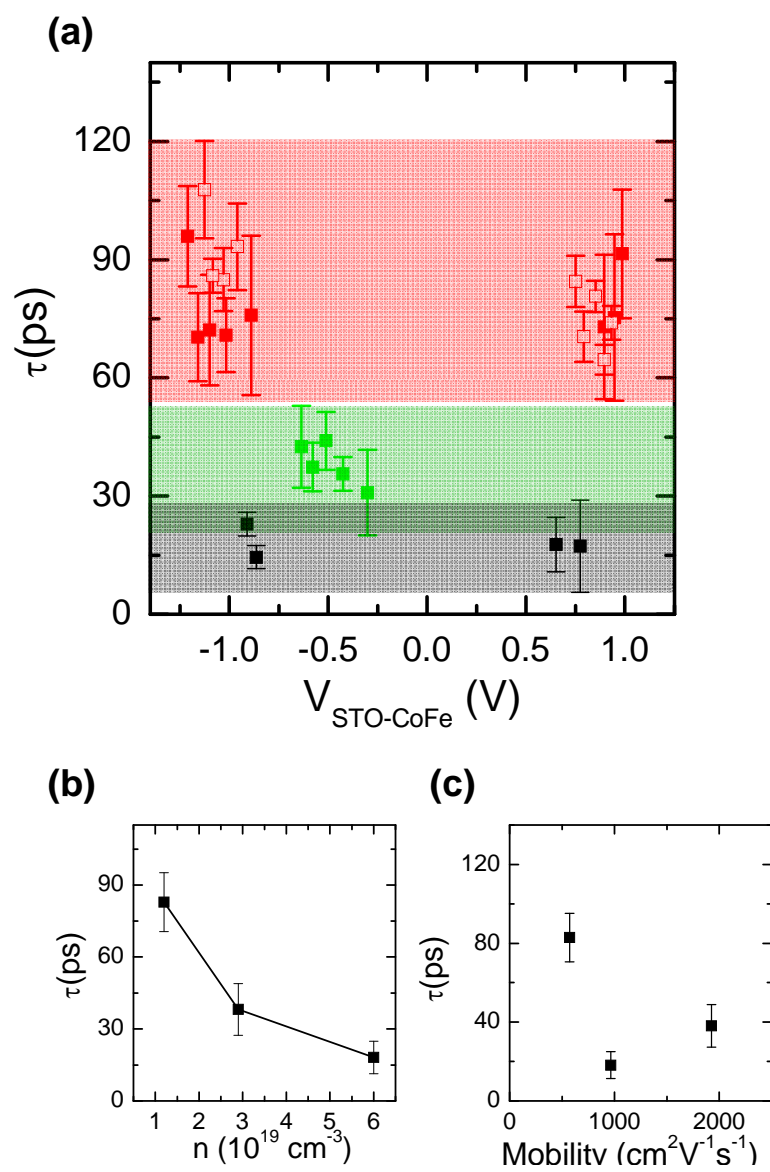 (a)
120
90
60
30
0
τ(ps)
-1.0 -0.5 0.0 0.5 1.0
V_STO-CoFe (V)
(b)
90
60
30
0
τ(ps)
1 2 3 4 5 6
n (10^19 cm^-3)
(c)
120
80
40
0
τ(ps)
0 1000 2000
Mobility (cm²V⁻¹s⁻¹)